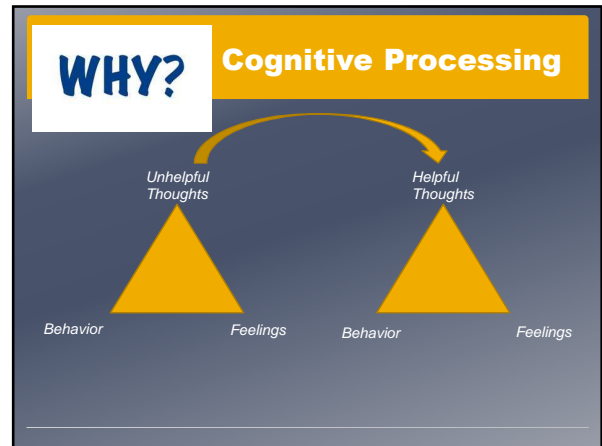 WHY?
Cognitive Processing
Unhelpful
Thoughts
Helpful
Thoughts
Behavior
Feelings
Behavior
Feelings